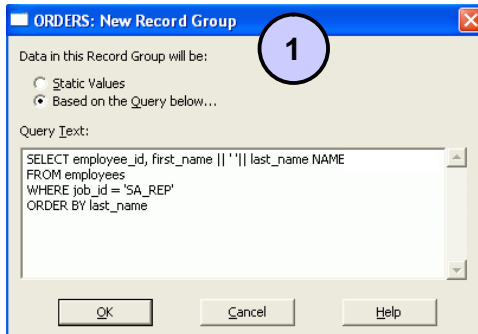 ORDERS: New Record Group
1
Data in this Record Group will be:
Static Values
Based on the Query below...
Query Text:
SELECT employee_id, first_name || ' '|| last_name NAME
FROM employees
WHERE job_id = 'SA_REP'
ORDER BY last_name
OK Cancel Help